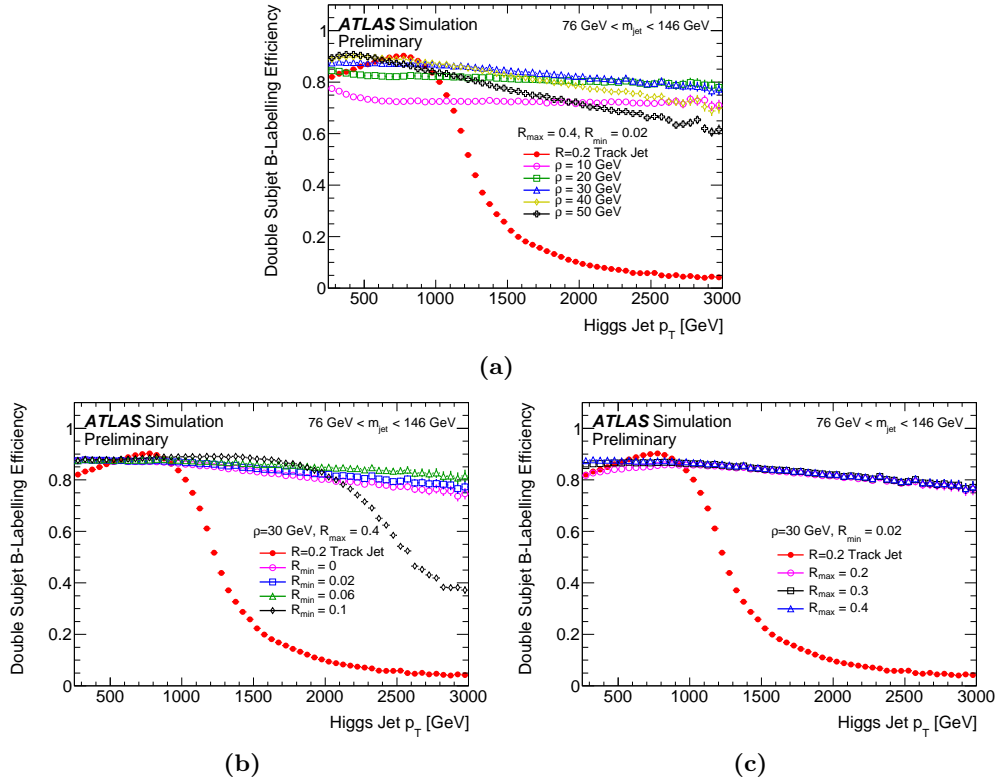 ATLAS Simulation
Preliminary
76 GeV < m_jet < 146 GeV
Double Subjet B-Labelling Efficiency
1
0.8
0.6
0.4
0.2
0
R_max = 0.4, R_min = 0.02
R=0.2 Track Jet
ρ = 10 GeV
ρ = 20 GeV
ρ = 30 GeV
ρ = 40 GeV
ρ = 50 GeV
500 1000 1500 2000 2500 3000
Higgs Jet p_T [GeV]
(a)
ATLAS Simulation
Preliminary
76 GeV < m_jet < 146 GeV
Double Subjet B-Labelling Efficiency
1
0.8
0.6
0.4
0.2
0
ρ=30 GeV, R_max = 0.4
R=0.2 Track Jet
R_min = 0
R_min = 0.02
R_min = 0.06
R_min = 0.1
500 1000 1500 2000 2500 3000
Higgs Jet p_T [GeV]
(b)
ATLAS Simulation
Preliminary
76 GeV < m_jet < 146 GeV
Double Subjet B-Labelling Efficiency
1
0.8
0.6
0.4
0.2
0
ρ=30 GeV, R_min = 0.02
R=0.2 Track Jet
R_max = 0.2
R_max = 0.3
R_max = 0.4
500 1000 1500 2000 2500 3000
Higgs Jet p_T [GeV]
(c)